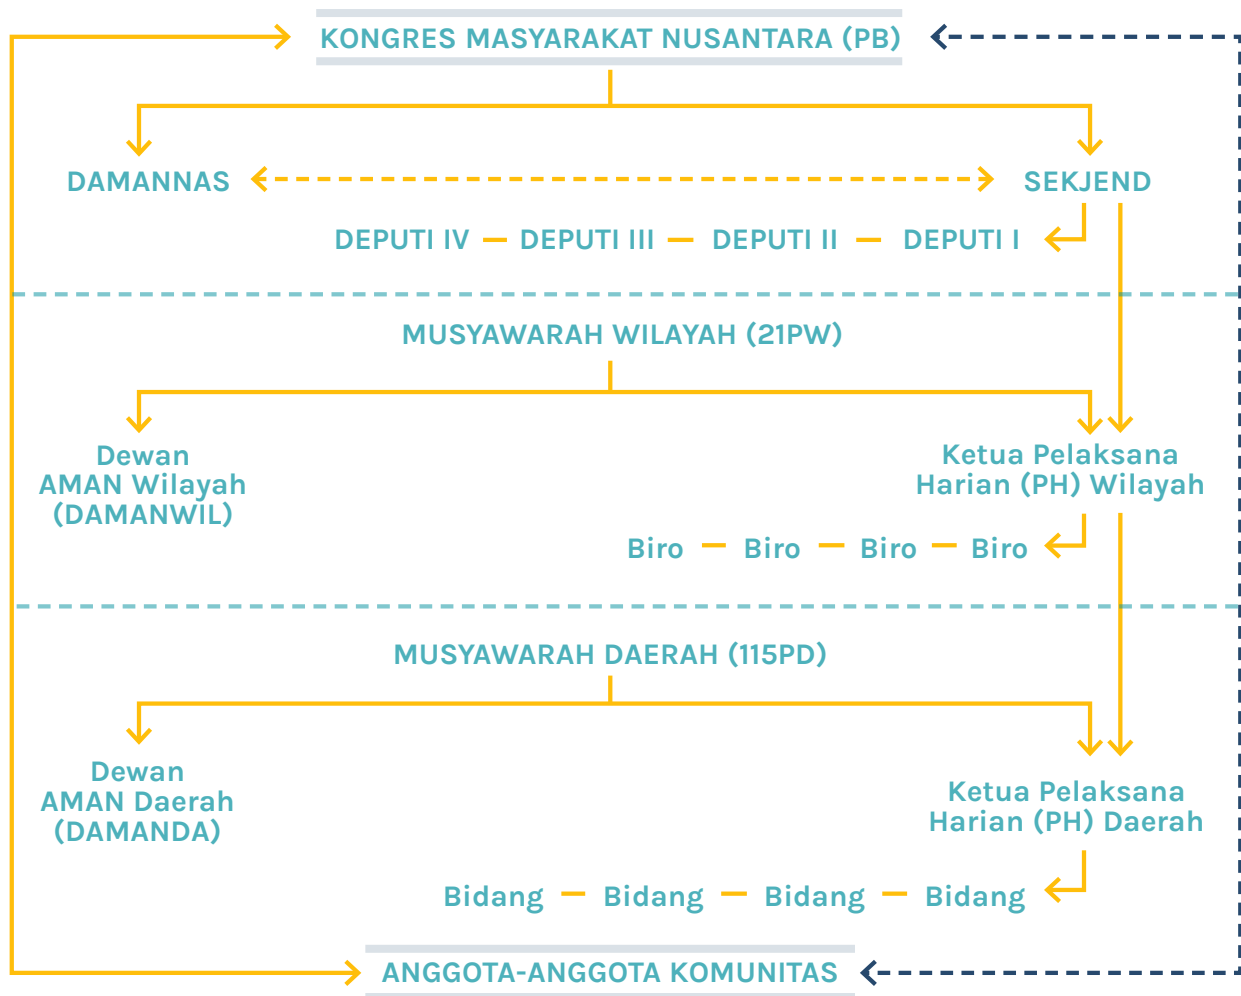 KONGRES MASYARAKAT NUSANTARA (PB)
DAMANNAS
SEKJEND
DEPUTI IV — DEPUTI III — DEPUTI II — DEPUTI I
MUSYAWARAH WILAYAH (21PW)
Dewan
AMAN Wilayah
(DAMANWIL)
Ketua Pelaksana
Harian (PH) Wilayah
Biro — Biro — Biro — Biro
MUSYAWARAH DAERAH (115PD)
Dewan
AMAN Daerah
(DAMANDA)
Ketua Pelaksana
Harian (PH) Daerah
Bidang — Bidang — Bidang — Bidang
ANGGOTA-ANGGOTA KOMUNITAS